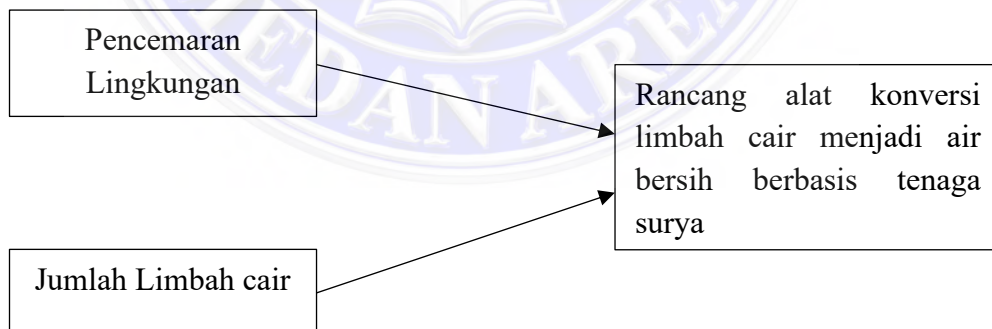 Pencemaran
Lingkungan
Rancang alat konversi
limbah cair menjadi air
bersih berbasis tenaga
surya
Jumlah Limbah cair